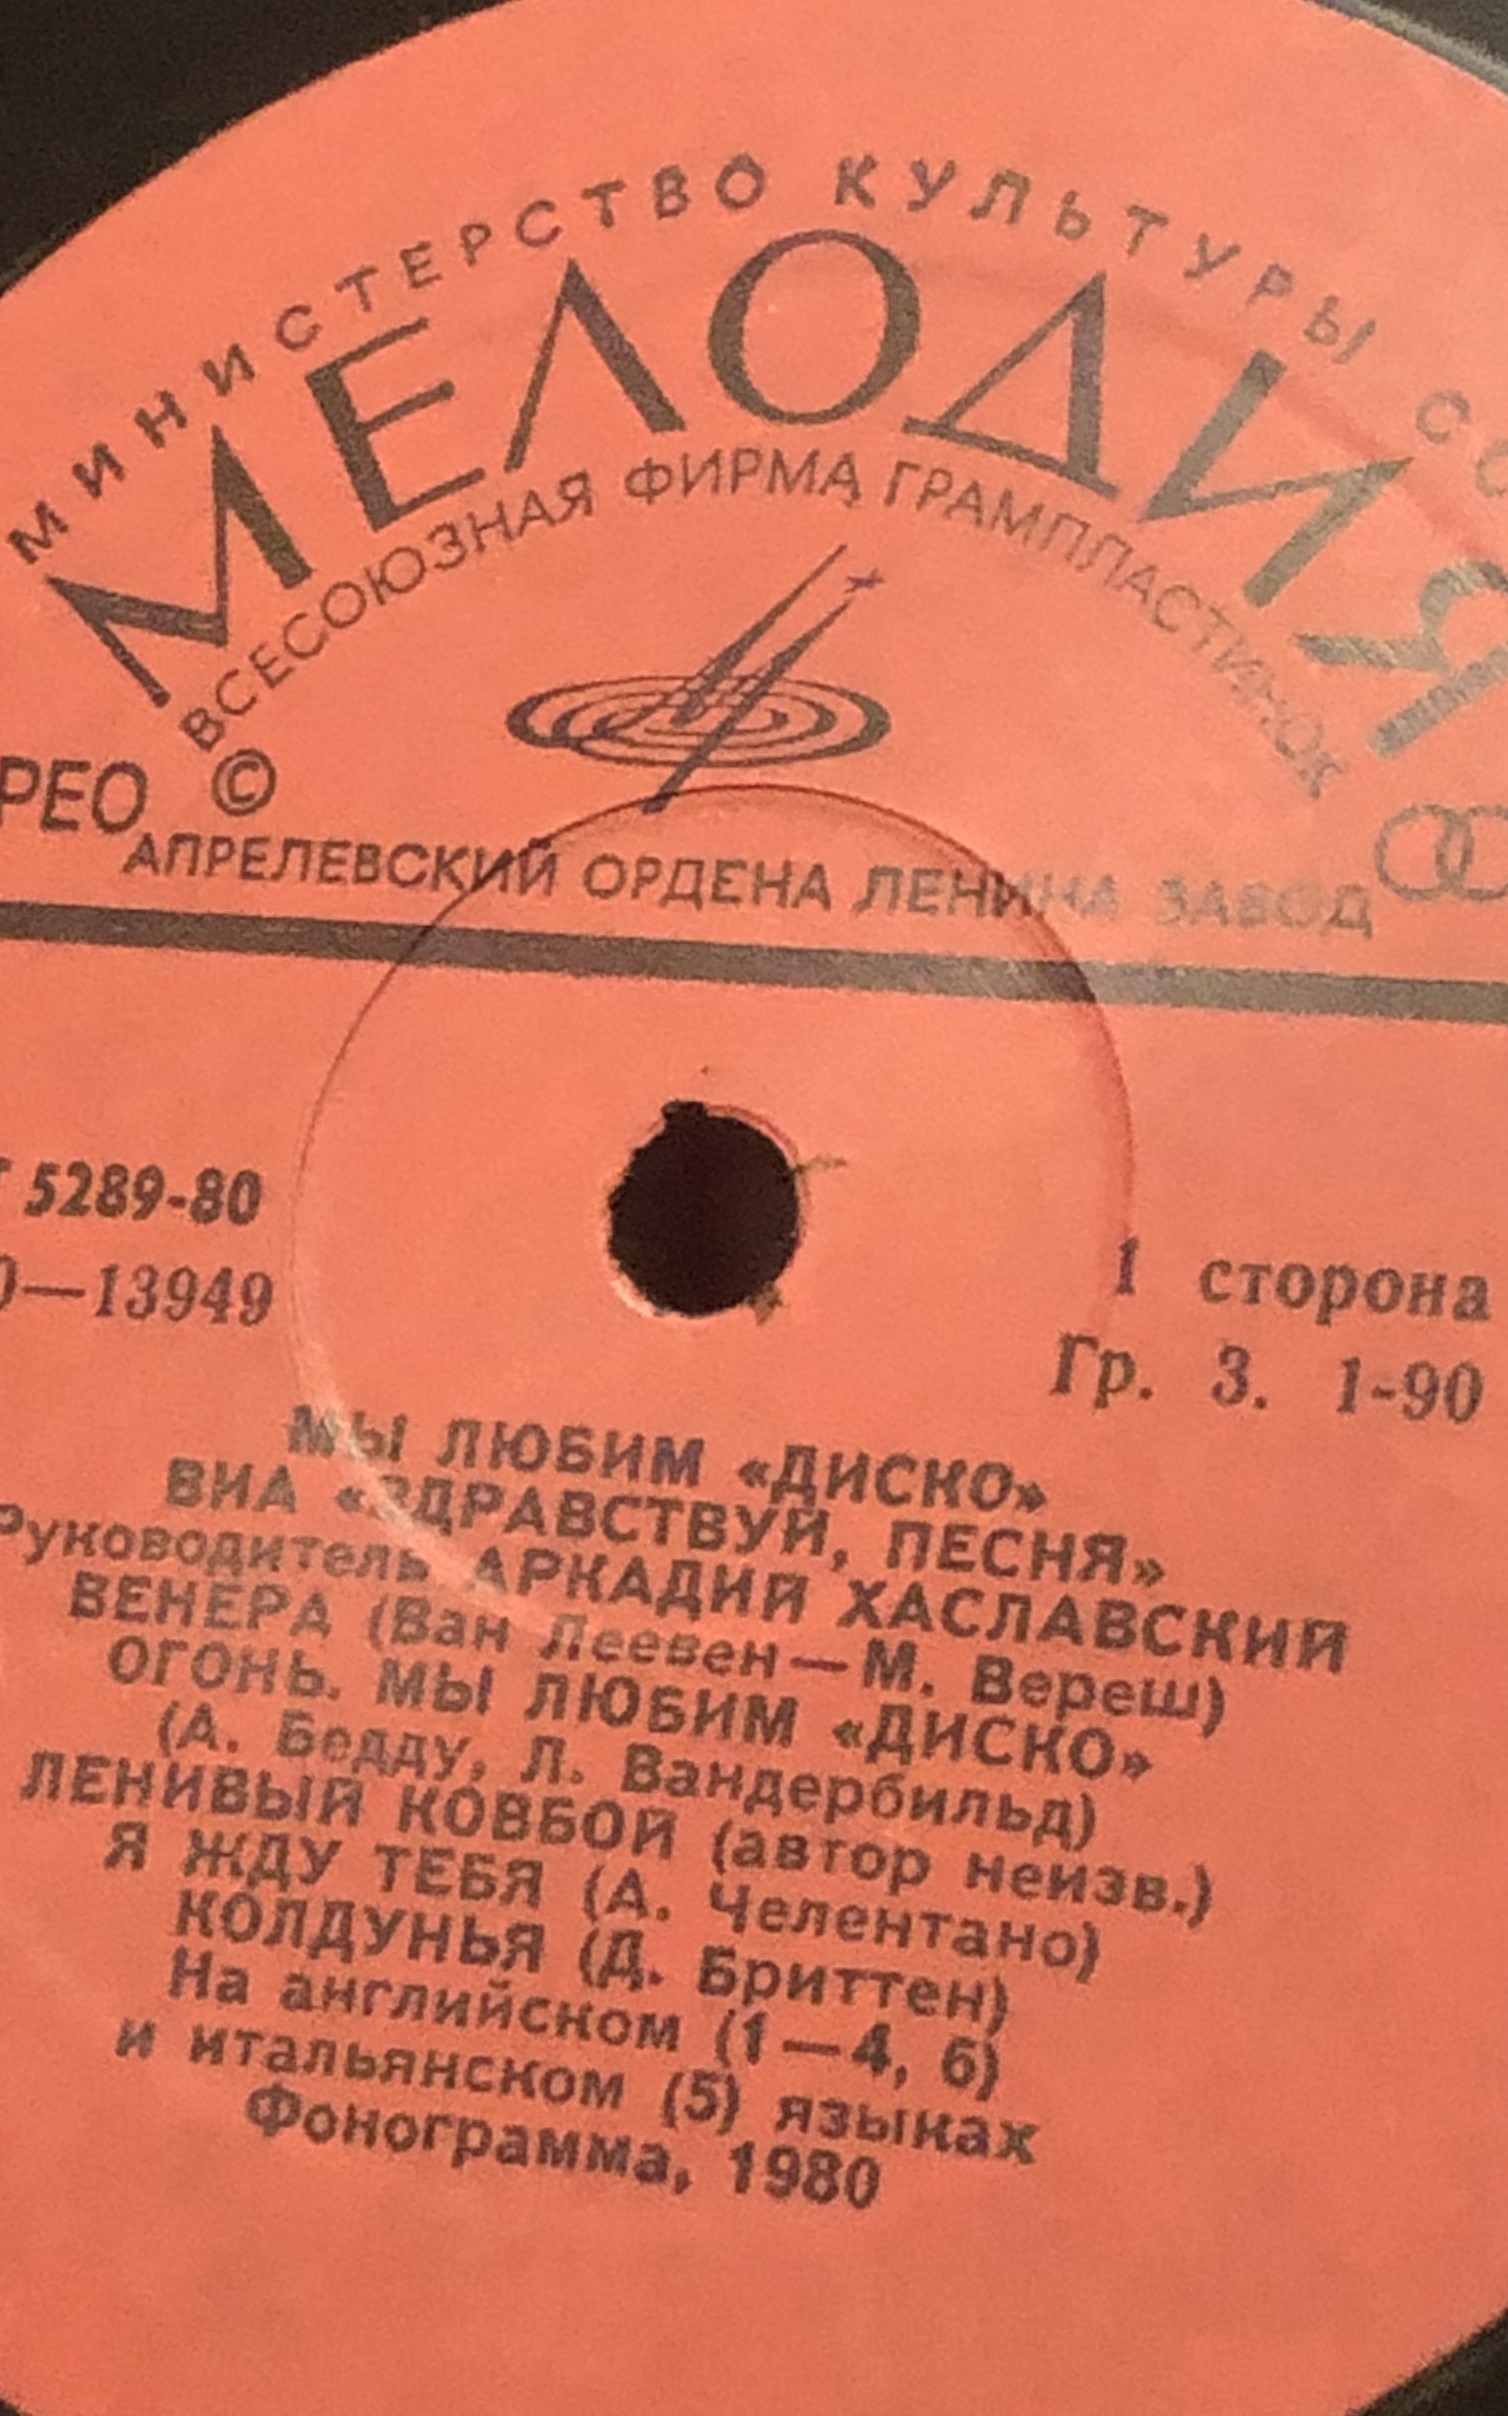 МИНИСТЕРСТВО КУЛЬТУРЫ
МЕЛОДИЯ
ВСЕСОЮЗНАЯ ФИРМА ГРАМПЛАСТИНОК
РЕО ©
АПРЕЛЕВСКИЙ ОРДЕНА ЛЕНИНА ЗАВОД
5289-80
—13949
1 сторона
Гр. 3. 1-90
МЫ ЛЮБИМ «ДИСКО»
ВИА «ЗДРАВСТВУЙ, ПЕСНЯ»
Руководитель АРКАДИЙ ХАСЛАВСКИЙ
ВЕНЕРА (Ван Леевен—М. Вереш)
ОГОНЬ. МЫ ЛЮБИМ «ДИСКО»
(А. Бедду, Л. Вандербильд)
ЛЕНИВЫЙ КОВБОЙ (автор неизв.)
Я ЖДУ ТЕБЯ (А. Челентано)
КОЛДУНЬЯ (Д. Бриттен)
На английском (1—4, 6)
и итальянском (5) языках
Фонограмма, 1980